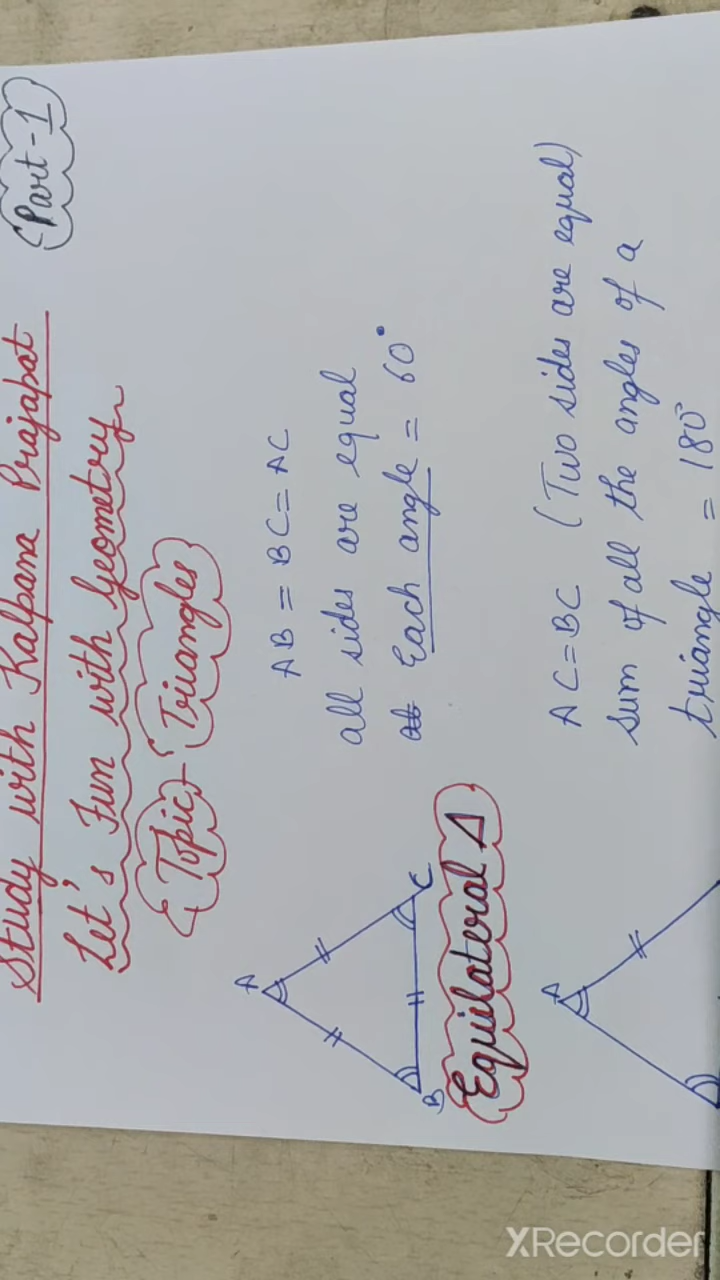 Part-1
Study with Kalpana Prajapat
Let's Fun with Geometry
Topic - Triangles
A
B
C
AB = BC = AC
all sides are equal
Each angle = 60°
Equilateral Δ
A
AC = BC (Two sides are equal)
Sum of all the angles of a
triangle = 180°
XRecorder